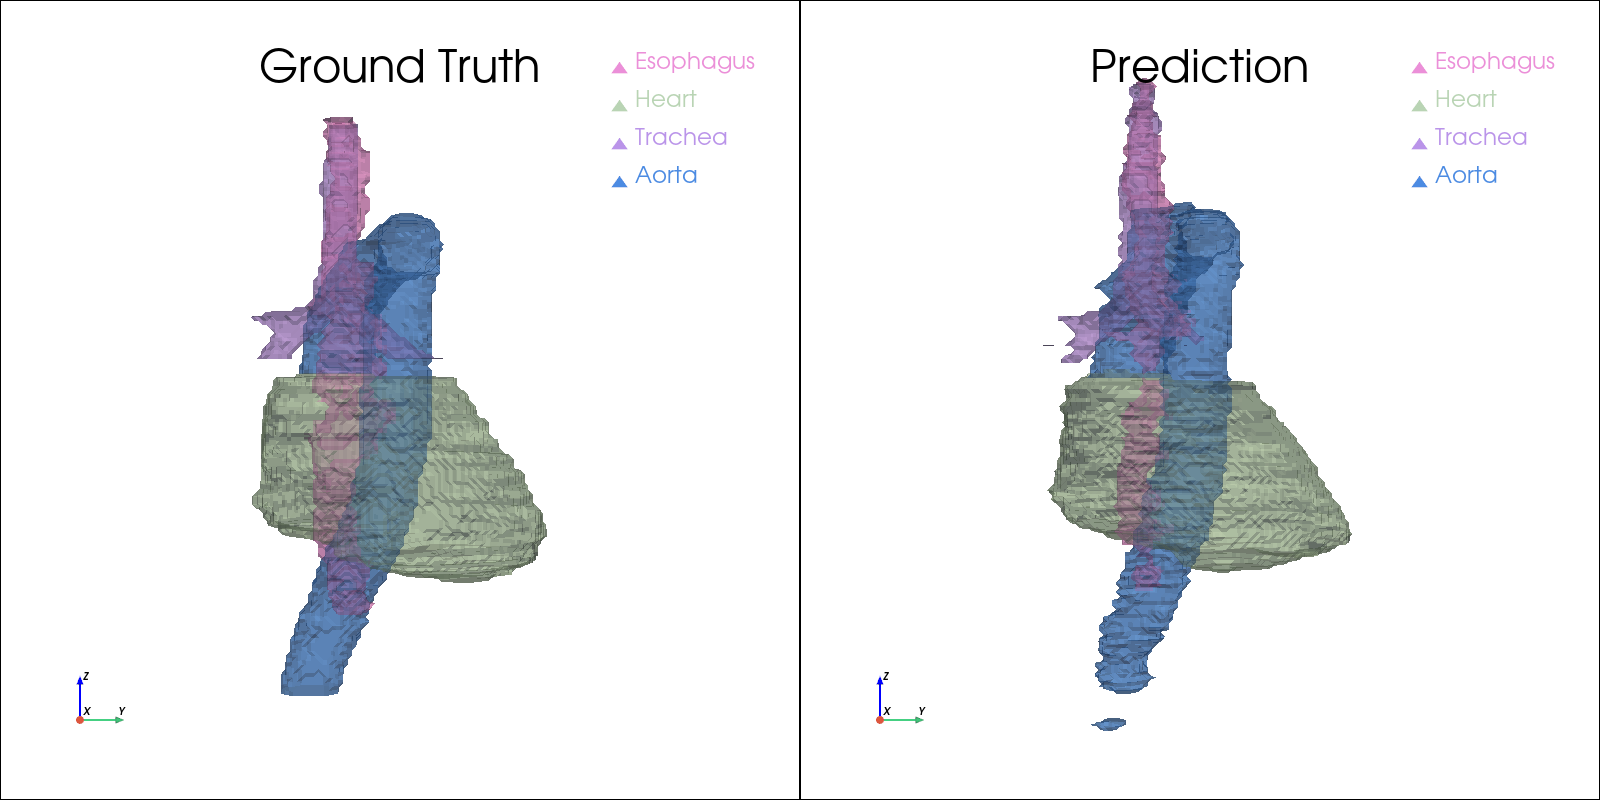 Ground Truth
Esophagus
Heart
Trachea
Aorta
Z
X
Y
Prediction
Esophagus
Heart
Trachea
Aorta
Z
X
Y